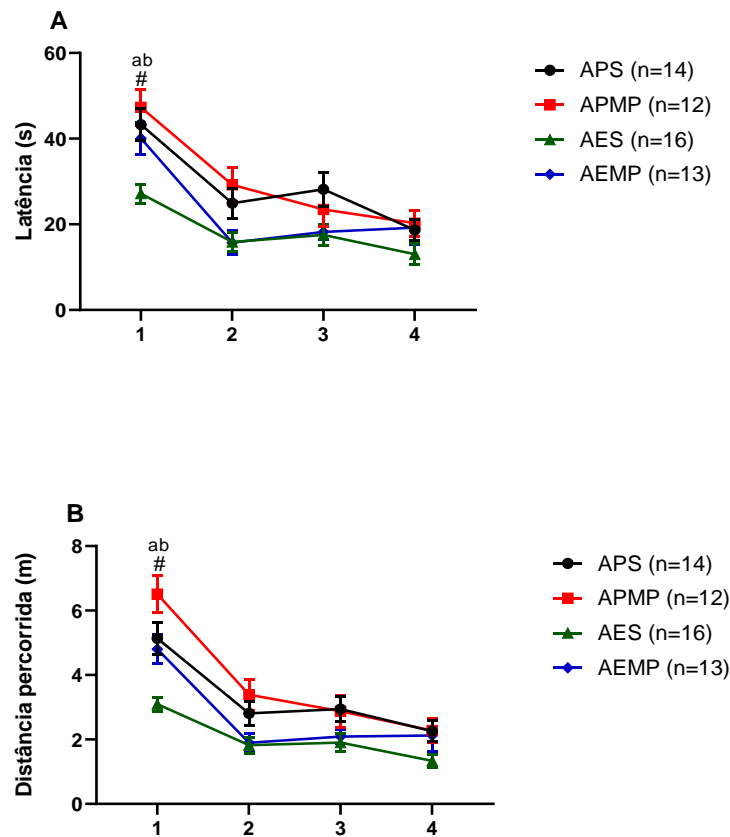 A
60
40
20
0
Latência (s)
ab
#
1 2 3 4
APS (n=14)
APMP (n=12)
AES (n=16)
AEMP (n=13)
B
8
6
4
2
0
Distância percorrida (m)
ab
#
1 2 3 4
APS (n=14)
APMP (n=12)
AES (n=16)
AEMP (n=13)